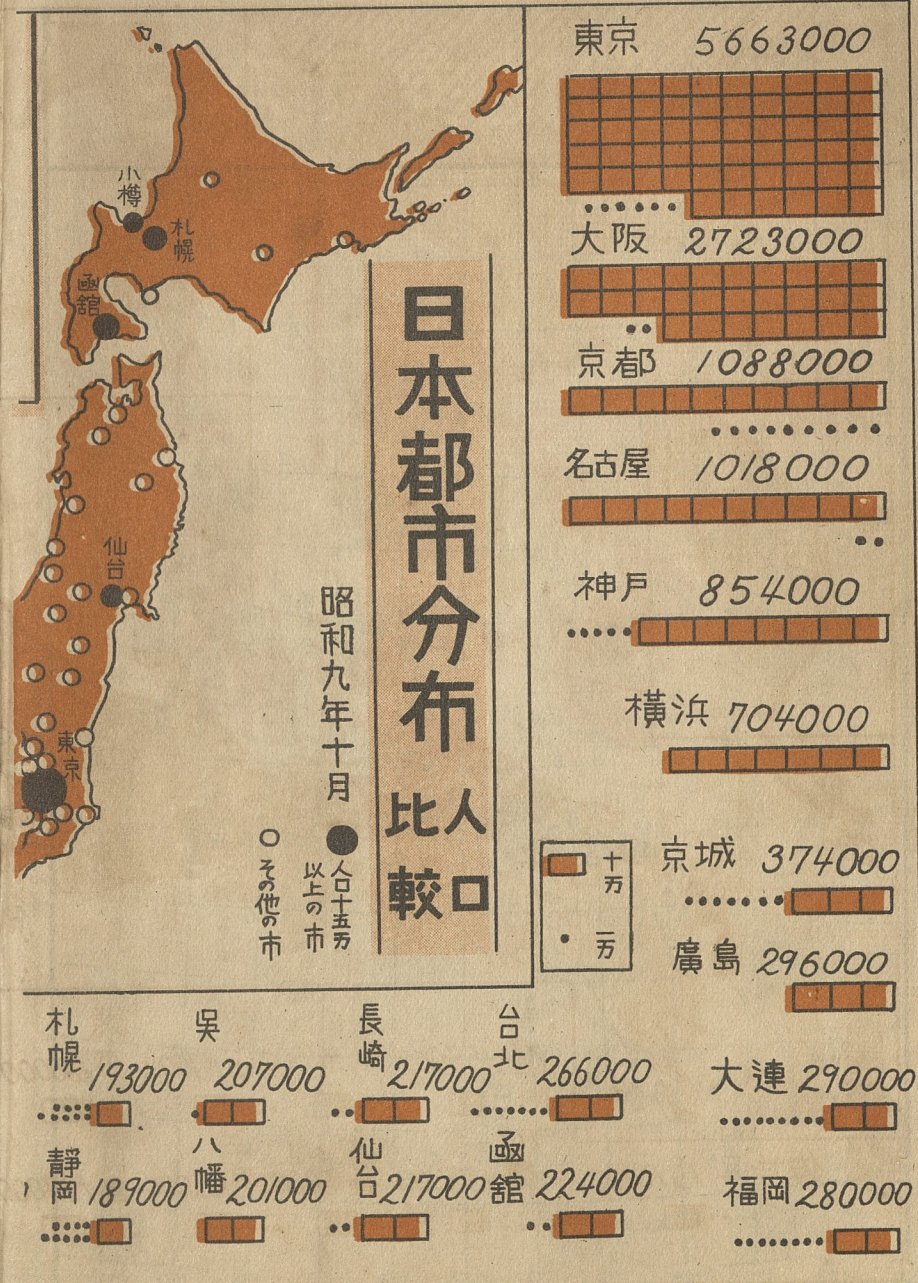 日本都市分布
人口
比較
昭和九年十月
人口十五万
以上の市
その他の市
小樽
札幌
函館
仙台
東京
東京 5663000
大阪 2723000
京都 1088000
名古屋 1018000
神戸 854000
横浜 704000
十万
一万
京城 374000
廣島 296000
大連 290000
福岡 280000
台北 266000
函館 224000
長崎 217000
仙台 217000
呉 207000
八幡 201000
札幌 193000
静岡 189000